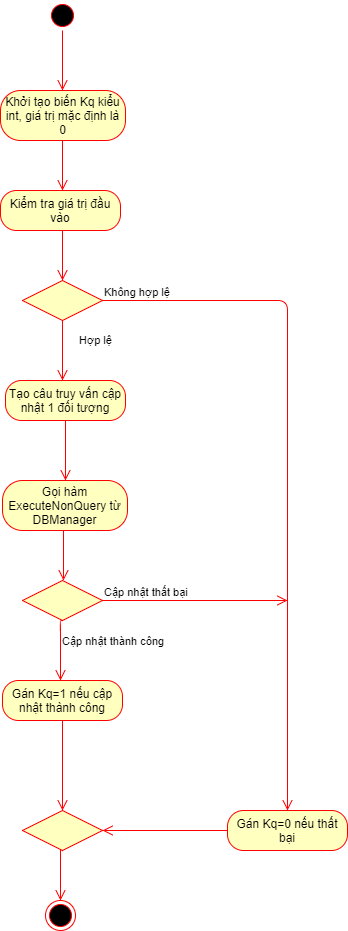 Khởi tạo biến Kq kiểu
int, giá trị mặc định là
0
Kiểm tra giá trị đầu
vào
Không hợp lệ
Hợp lệ
Tạo câu truy vấn cập
nhật 1 đối tượng
Gọi hàm
ExecuteNonQuery từ
DBManager
Cập nhật thất bại
Cập nhật thành công
Gán Kq=1 nếu cập
nhật thành công
Gán Kq=0 nếu thất
bại